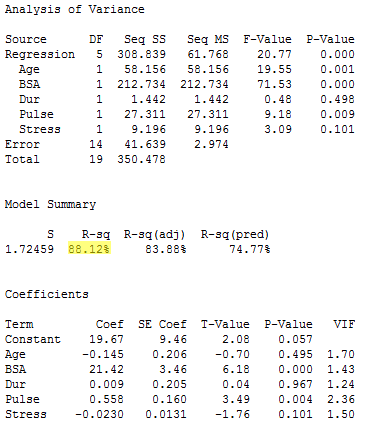 Analysis of Variance
Source DF Seq SS Seq MS F-Value P-Value
Regression 5 308.839 61.768 20.77 0.000
Age 1 58.156 58.156 19.55 0.001
BSA 1 212.734 212.734 71.53 0.000
Dur 1 1.442 1.442 0.48 0.498
Pulse 1 27.311 27.311 9.18 0.009
Stress 1 9.196 9.196 3.09 0.101
Error 14 41.639 2.974
Total 19 350.478
Model Summary
S R-sq R-sq(adj) R-sq(pred)
1.72459 88.12% 83.88% 74.77%
Coefficients
Term Coef SE Coef T-Value P-Value VIF
Constant 19.67 9.46 2.08 0.057
Age -0.145 0.206 -0.70 0.495 1.70
BSA 21.42 3.46 6.18 0.000 1.43
Dur 0.009 0.205 0.04 0.967 1.24
Pulse 0.558 0.160 3.49 0.004 2.36
Stress -0.0230 0.0131 -1.76 0.101 1.50